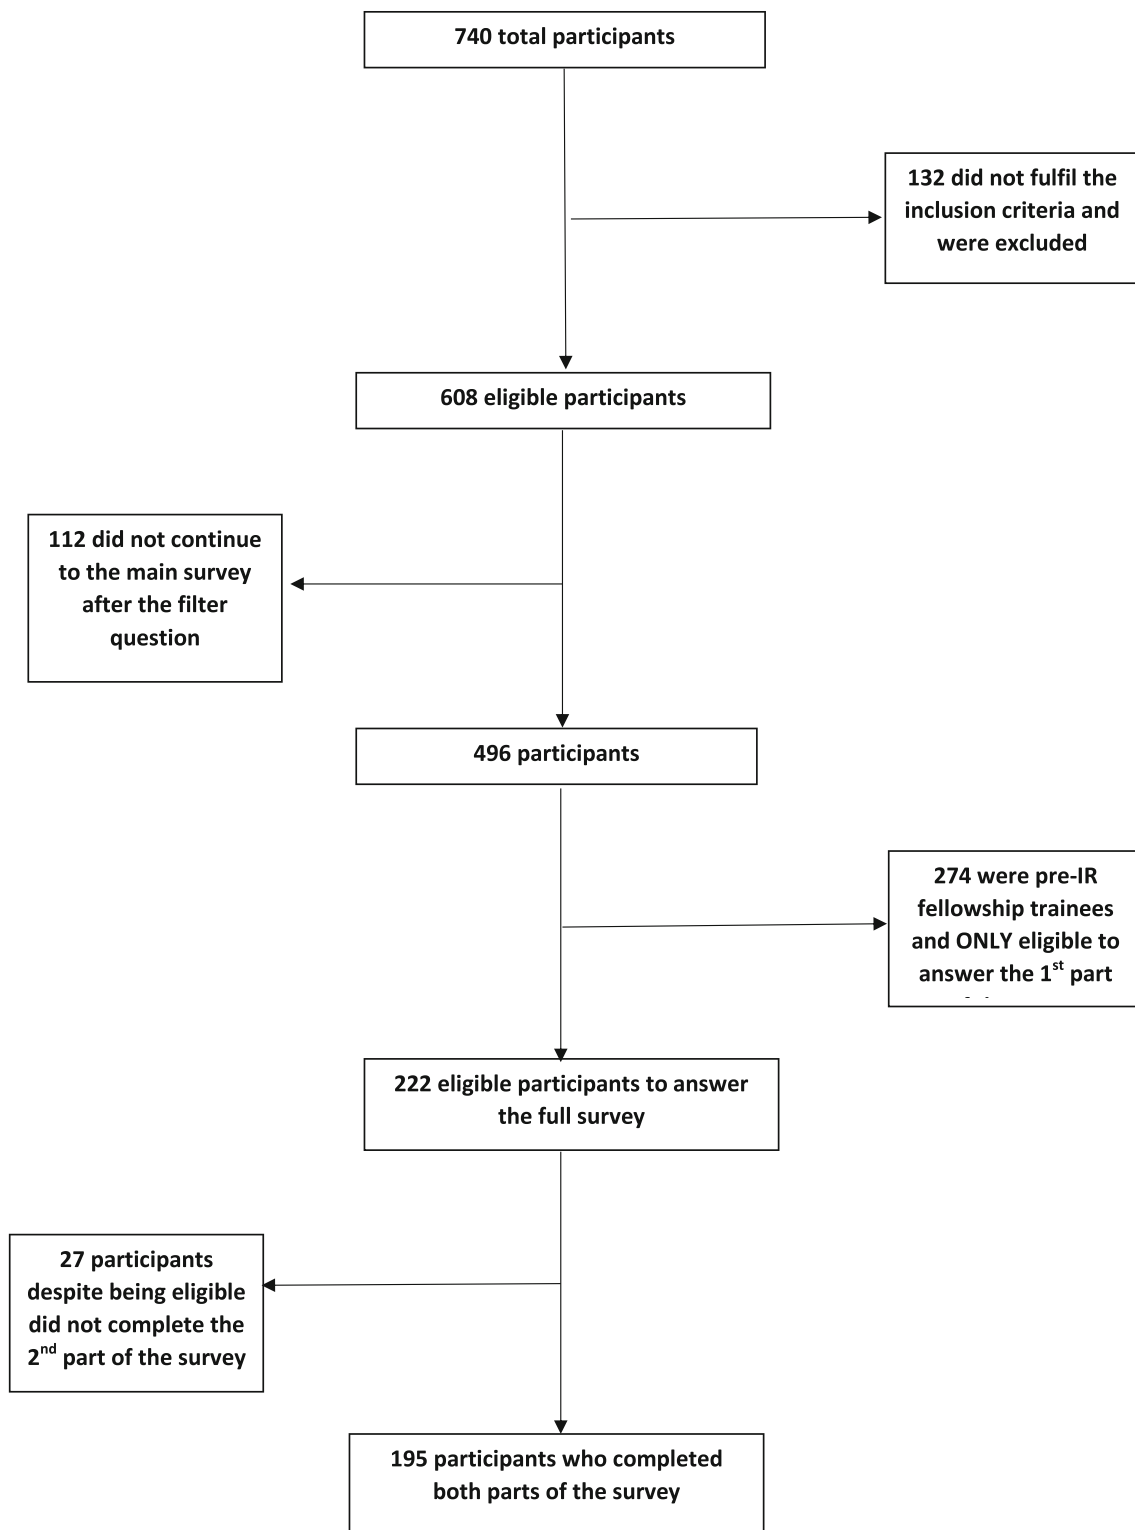 740 total participants
132 did not fulfil the
inclusion criteria and
were excluded
608 eligible participants
112 did not continue
to the main survey
after the filter
question
496 participants
274 were pre-IR
fellowship trainees
and ONLY eligible to
answer the 1st part
222 eligible participants to answer
the full survey
27 participants
despite being eligible
did not complete the
2nd part of the survey
195 participants who completed
both parts of the survey